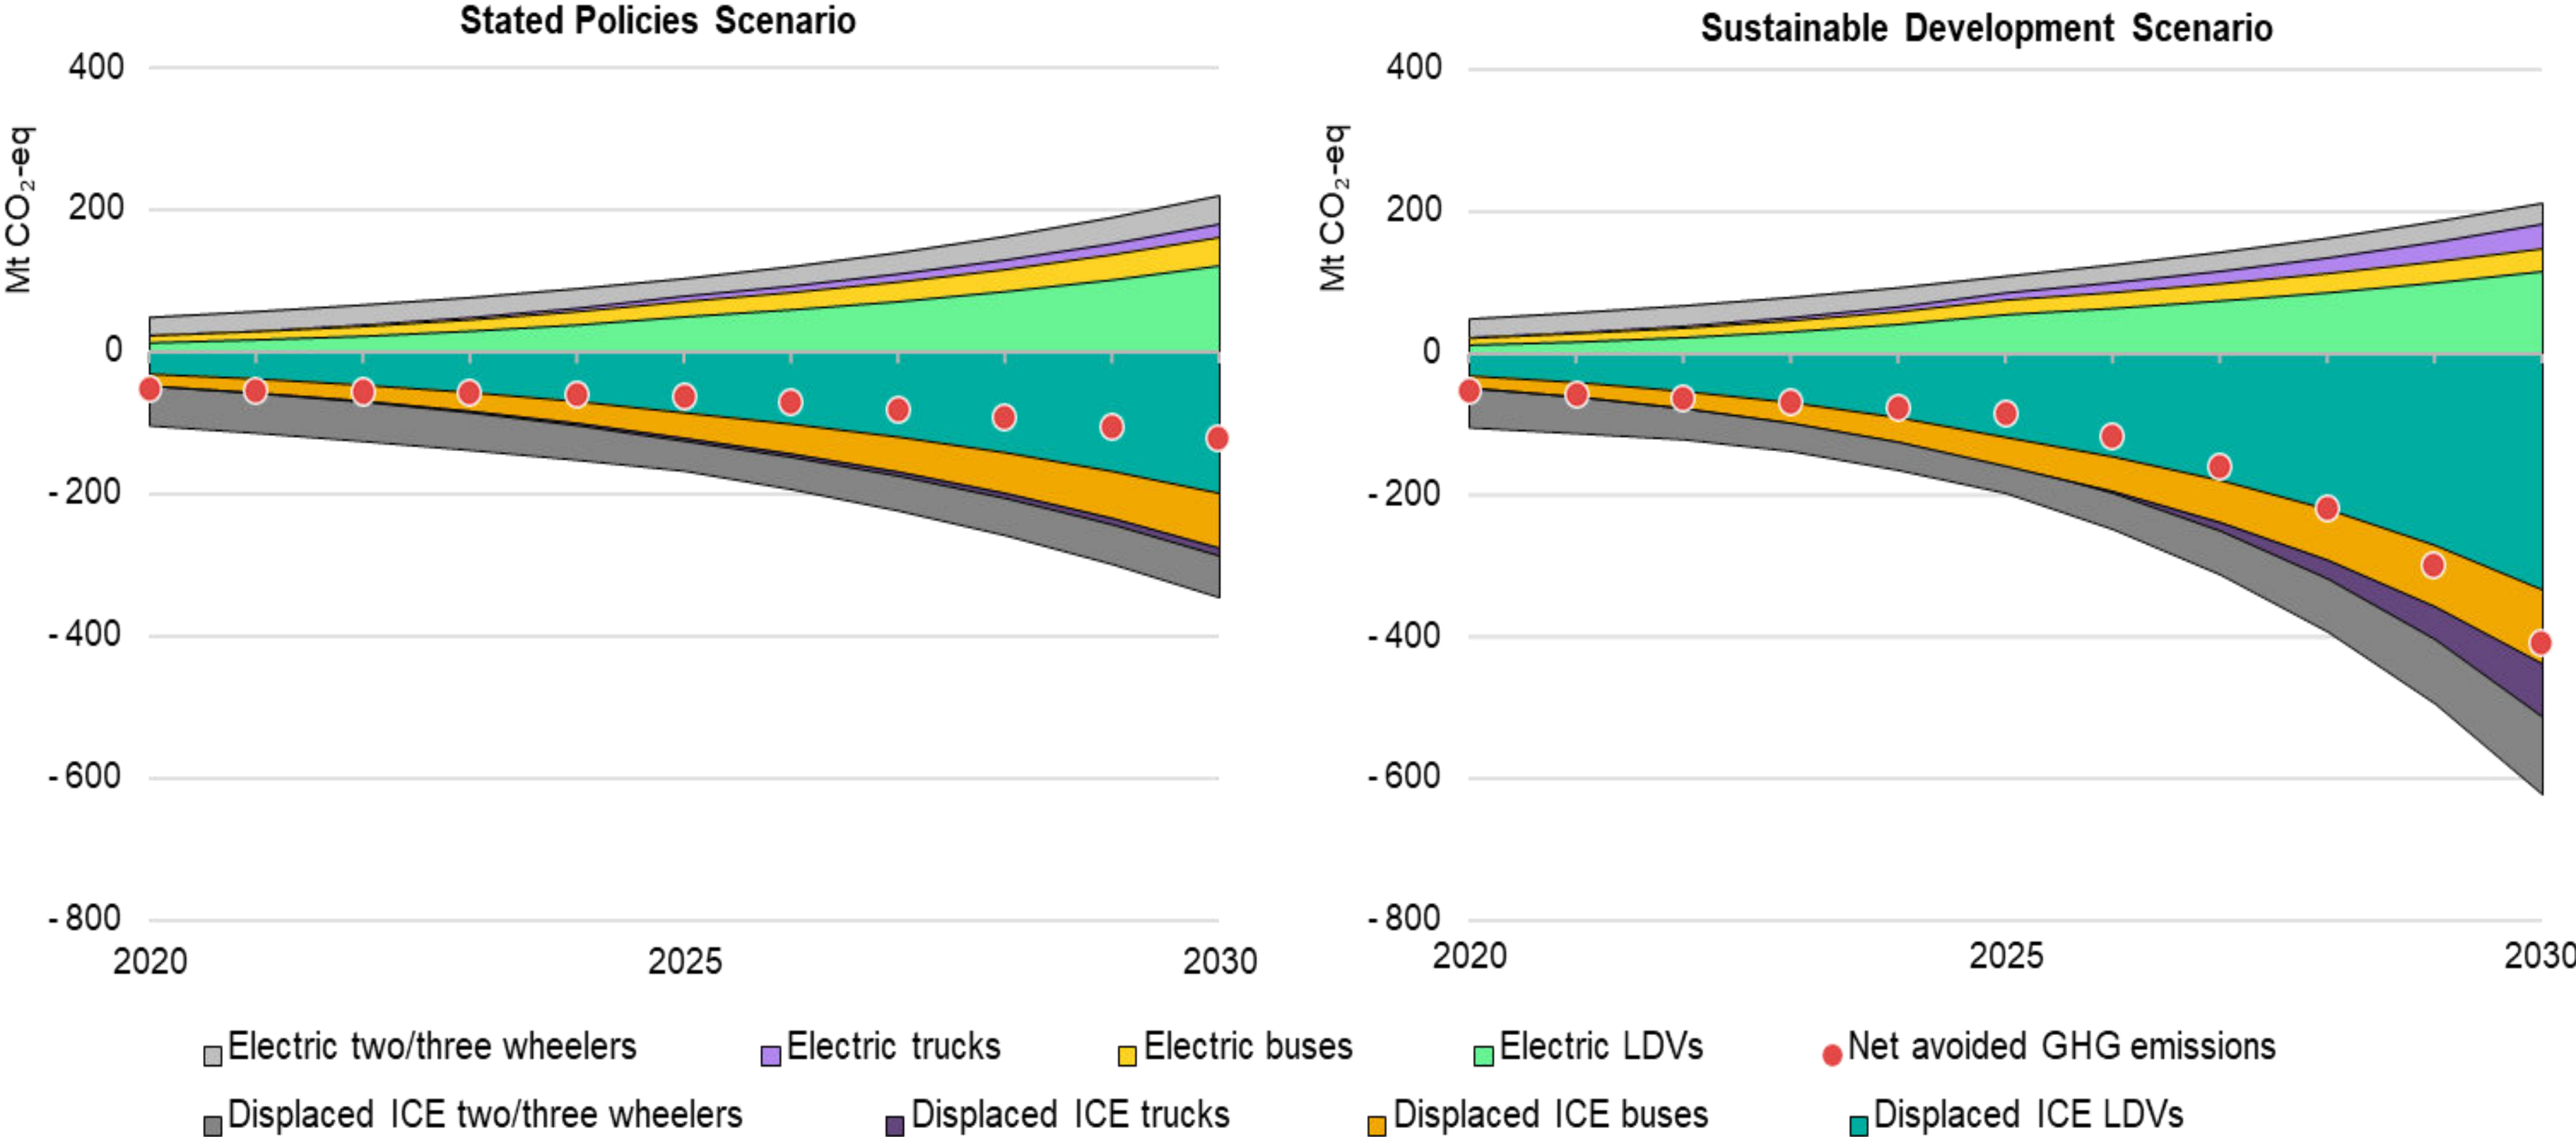 Stated Policies Scenario
Mt CO₂-eq
400
200
0
- 200
- 400
- 600
- 800
2020 2025 2030
Sustainable Development Scenario
Mt CO₂-eq
400
200
0
- 200
- 400
- 600
- 800
2020 2025 2030
Electric two/three wheelers Electric trucks Electric buses Electric LDVs Net avoided GHG emissions
Displaced ICE two/three wheelers Displaced ICE trucks Displaced ICE buses Displaced ICE LDVs